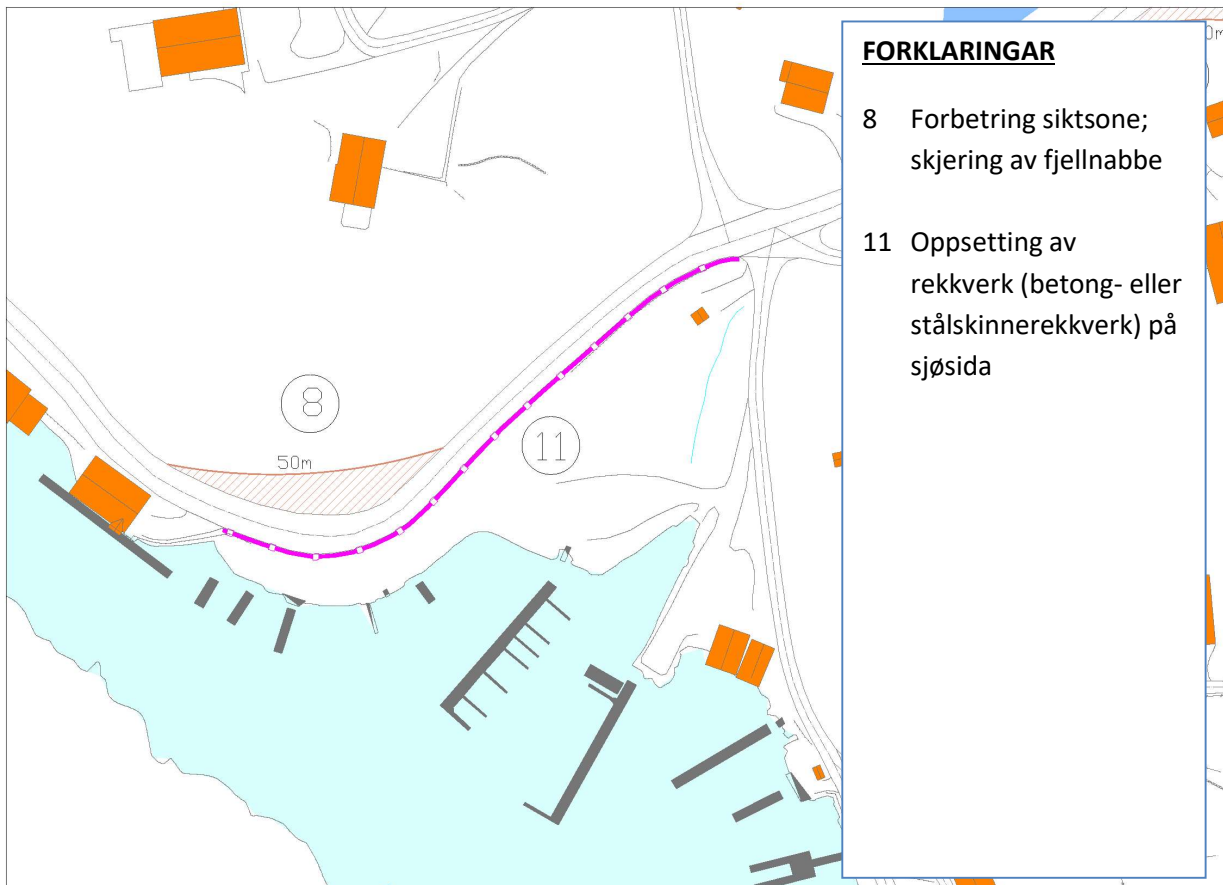 FORKLARINGAR
8 Forbetring siktsone;
skjering av fjellnabbe
11 Oppsetting av
rekkverk (betong- eller
stålskinnerekkverk) på
sjøsida
8
50m
11